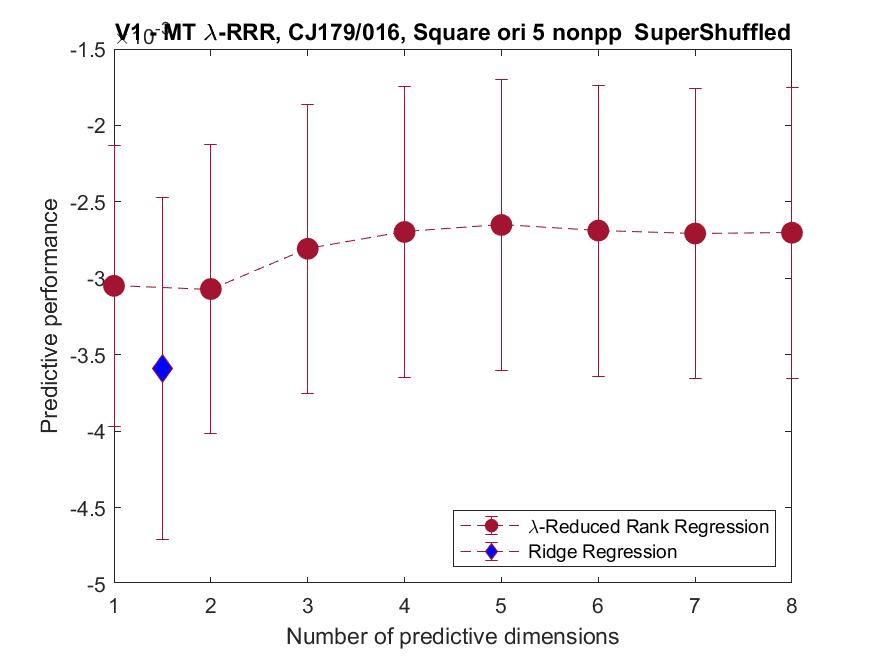 V1 - MT λ-RRR, CJ179/016, Square ori 5 nonpp  SuperShuffled
×10⁻³
-1.5
-2
-2.5
-3
-3.5
-4
-4.5
-5
Predictive performance
λ-Reduced Rank Regression
Ridge Regression
1 2 3 4 5 6 7 8
Number of predictive dimensions